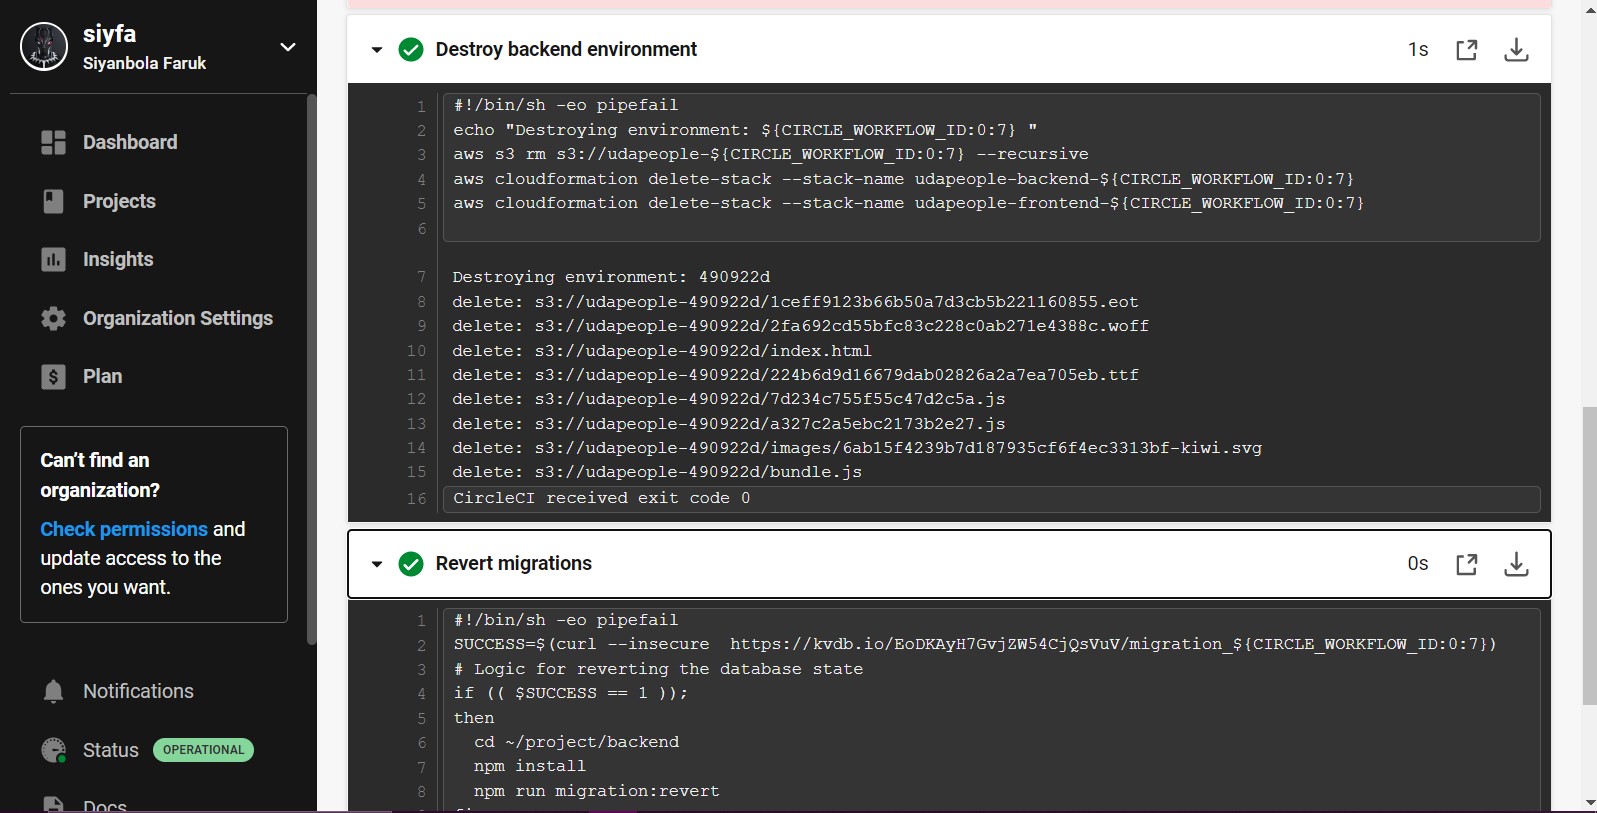 siyfa
Siyanbola Faruk
Dashboard
Projects
Insights
Organization Settings
Plan
Can't find an
organization?
Check permissions and
update access to the
ones you want.
Notifications
Status OPERATIONAL
Docs
Destroy backend environment 1s
1 #!/bin/sh -eo pipefail
2 echo "Destroying environment: ${CIRCLE_WORKFLOW_ID:0:7} "
3 aws s3 rm s3://udapeople-${CIRCLE_WORKFLOW_ID:0:7} --recursive
4 aws cloudformation delete-stack --stack-name udapeople-backend-${CIRCLE_WORKFLOW_ID:0:7}
5 aws cloudformation delete-stack --stack-name udapeople-frontend-${CIRCLE_WORKFLOW_ID:0:7}
6
7 Destroying environment: 490922d
8 delete: s3://udapeople-490922d/1ceff9123b66b50a7d3cb5b221160855.eot
9 delete: s3://udapeople-490922d/2fa692cd55bfc83c228c0ab271e4388c.woff
10 delete: s3://udapeople-490922d/index.html
11 delete: s3://udapeople-490922d/224b6d9d16679dab02826a2a7ea705eb.ttf
12 delete: s3://udapeople-490922d/7d234c755f55c47d2c5a.js
13 delete: s3://udapeople-490922d/a327c2a5ebc2173b2e27.js
14 delete: s3://udapeople-490922d/images/6ab15f4239b7d187935cf6f4ec3313bf-kiwi.svg
15 delete: s3://udapeople-490922d/bundle.js
16 CircleCI received exit code 0
Revert migrations 0s
1 #!/bin/sh -eo pipefail
2 SUCCESS=$(curl --insecure  https://kvdb.io/EoDKAyH7GvjZW54CjQsVuV/migration_${CIRCLE_WORKFLOW_ID:0:7})
3 # Logic for reverting the database state
4 if (( $SUCCESS == 1 ));
5 then
6 cd ~/project/backend
7 npm install
8 npm run migration:revert